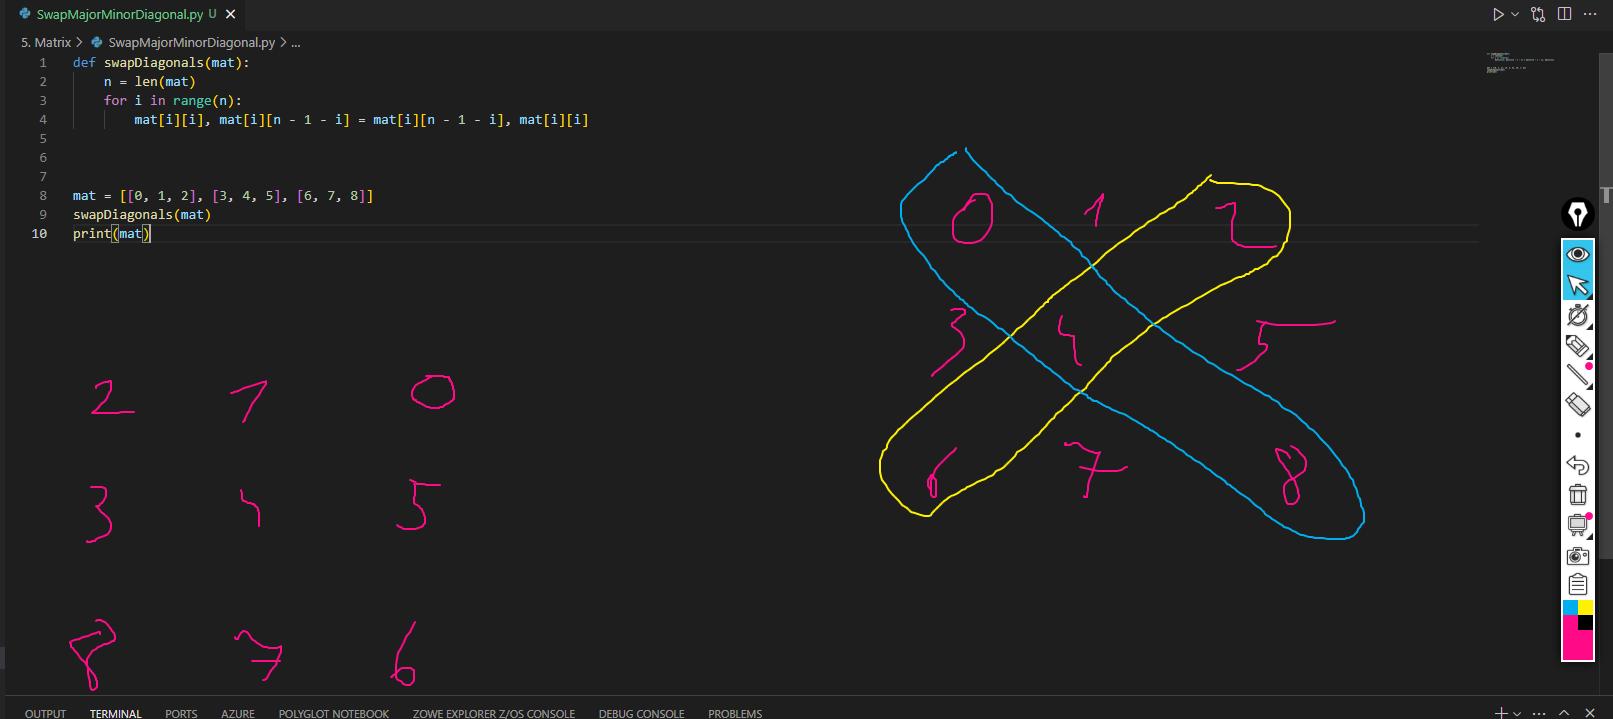 SwapMajorMinorDiagonal.py U
5. Matrix > SwapMajorMinorDiagonal.py > ...
1 def swapDiagonals(mat):
2 n = len(mat)
3 for i in range(n):
4 mat[i][i], mat[i][n - 1 - i] = mat[i][n - 1 - i], mat[i][i]
5
6
7
8 mat = [[0, 1, 2], [3, 4, 5], [6, 7, 8]]
9 swapDiagonals(mat)
10 print(mat)
0 1 2
3 4 5
6 7 8
2 1 0
3 4 5
8 7 6
OUTPUT TERMINAL PORTS AZURE POLYGLOT NOTEBOOK ZOWE EXPLORER Z/OS CONSOLE DEBUG CONSOLE PROBLEMS